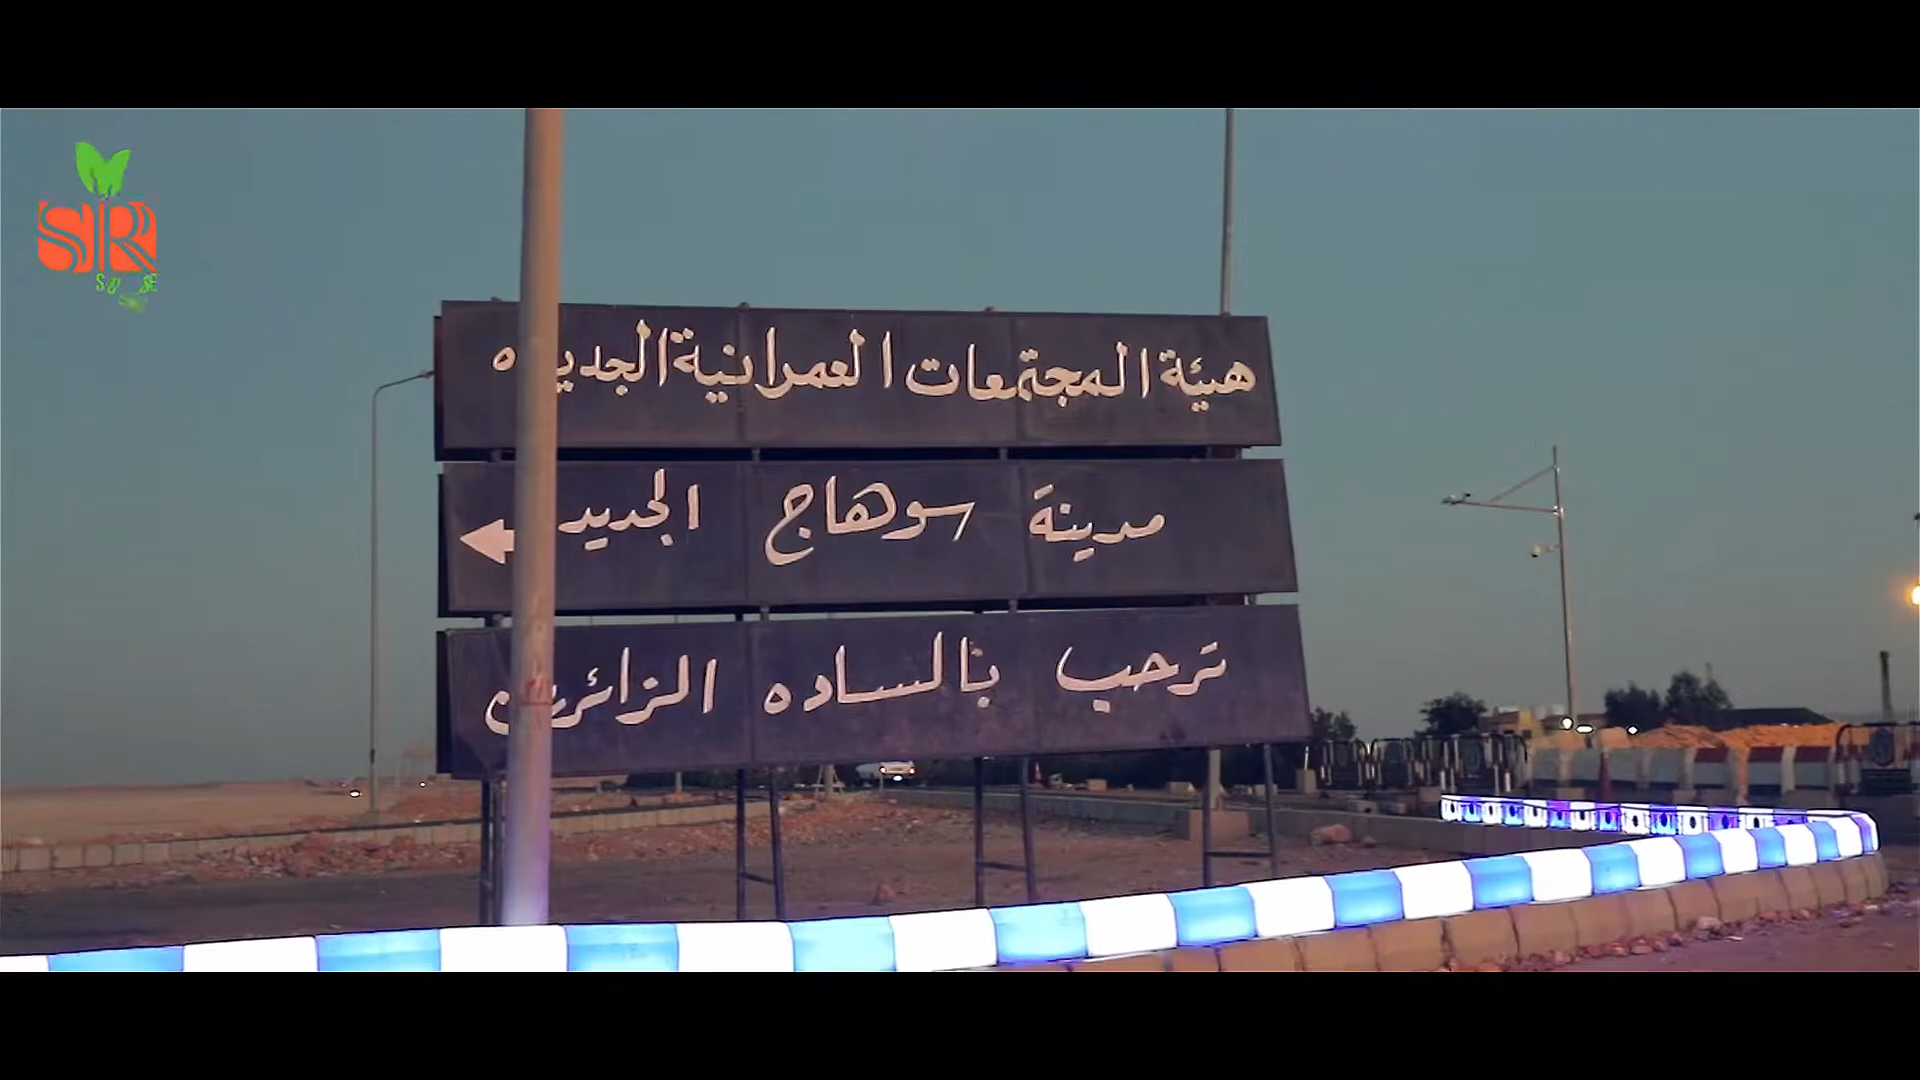 SR
هيئة المجتمعات العمرانية الجديده
مدينة سوهاج الجديد
ترحب بالساده الزائرين